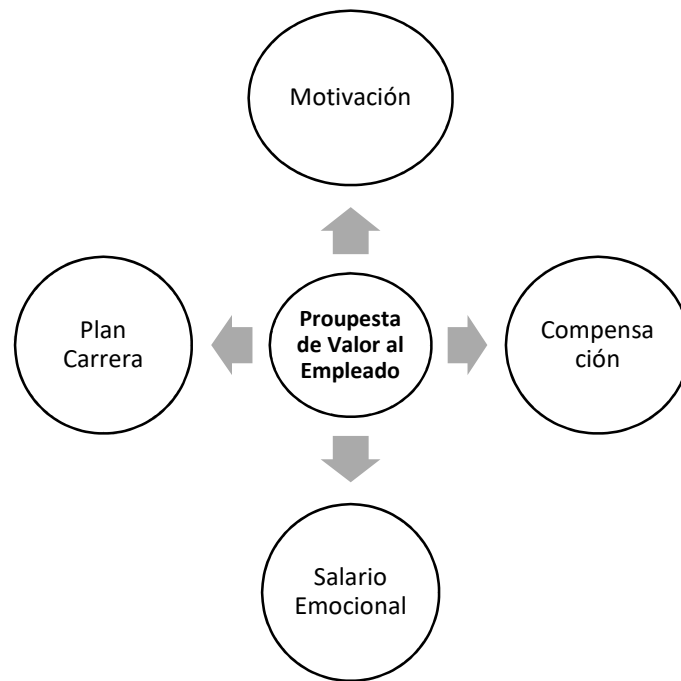 Motivación
Plan
Carrera
Proupesta
de Valor al
Empleado
Compensa
ción
Salario
Emocional